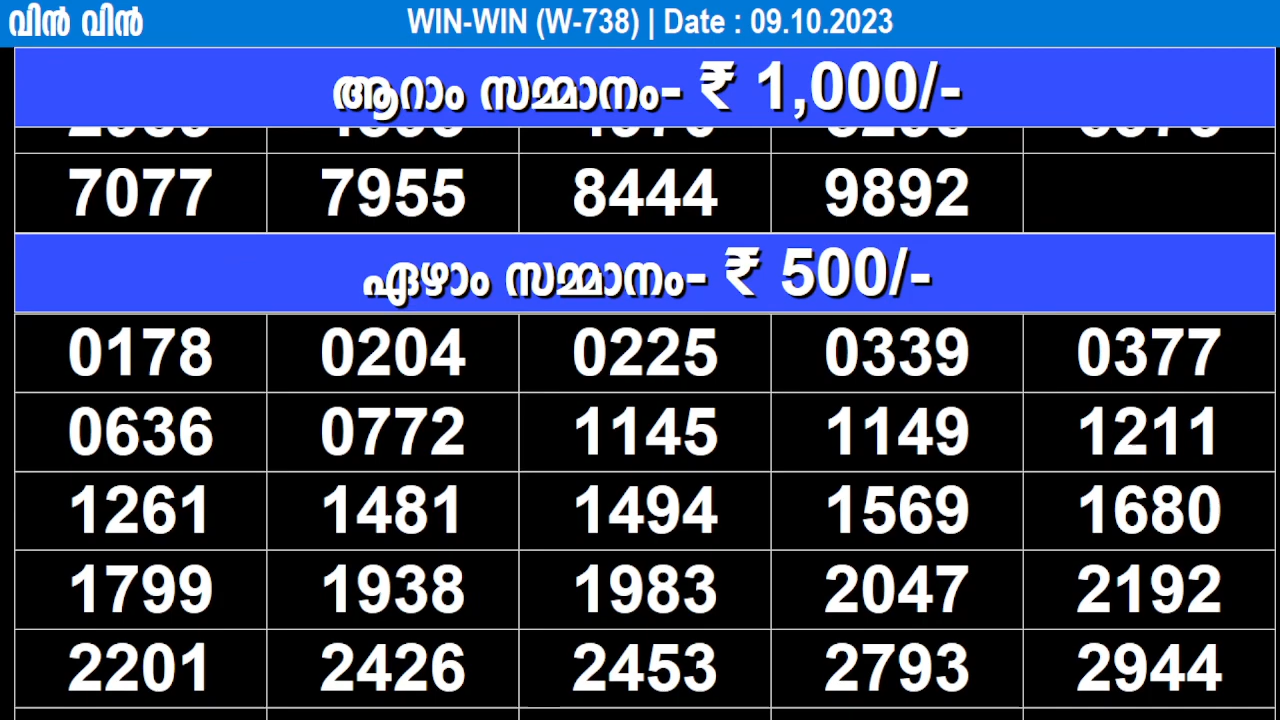 വിൻ വിൻ WIN-WIN (W-738) | Date : 09.10.2023
ആറാം സമ്മാനം- ₹ 1,000/-
7077 7955 8444 9892
ഏഴാം സമ്മാനം- ₹ 500/-
0178 0204 0225 0339 0377
0636 0772 1145 1149 1211
1261 1481 1494 1569 1680
1799 1938 1983 2047 2192
2201 2426 2453 2793 2944